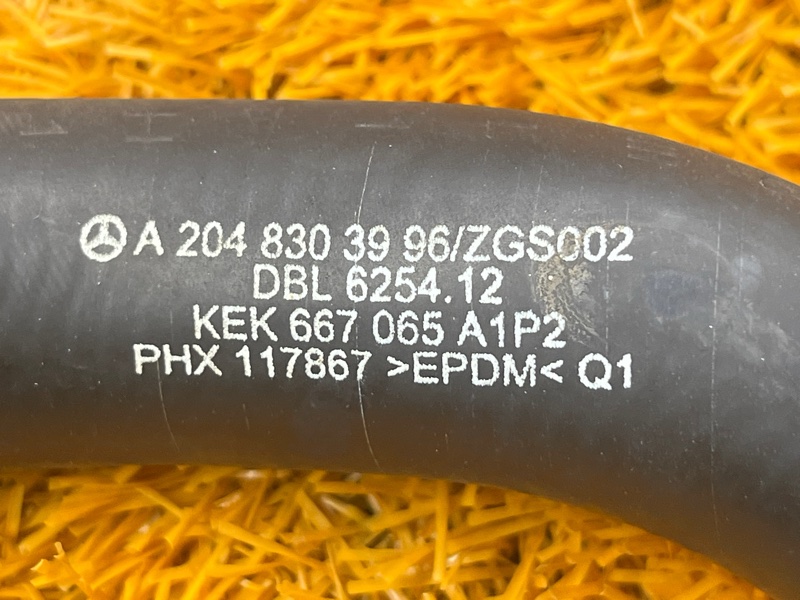 A 204 830 39 96/ZGS002
DBL 6254.12
KEK 667 065 A1P2
PHX 117867 >EPDM< Q1